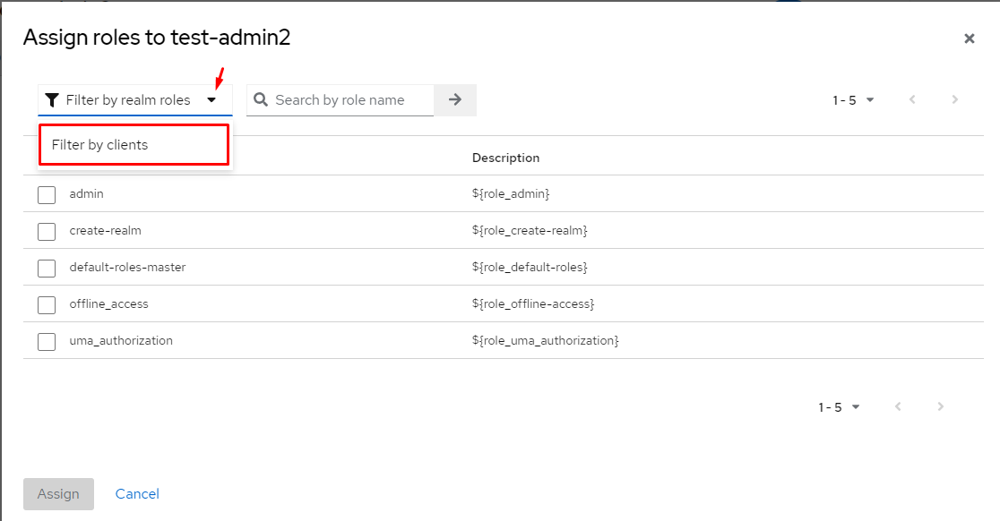 Assign roles to test-admin2
Filter by realm roles
Search by role name
1 - 5
Filter by clients
Description
admin ${role_admin}
create-realm ${role_create-realm}
default-roles-master ${role_default-roles}
offline_access ${role_offline-access}
uma_authorization ${role_uma_authorization}
1 - 5
Assign Cancel